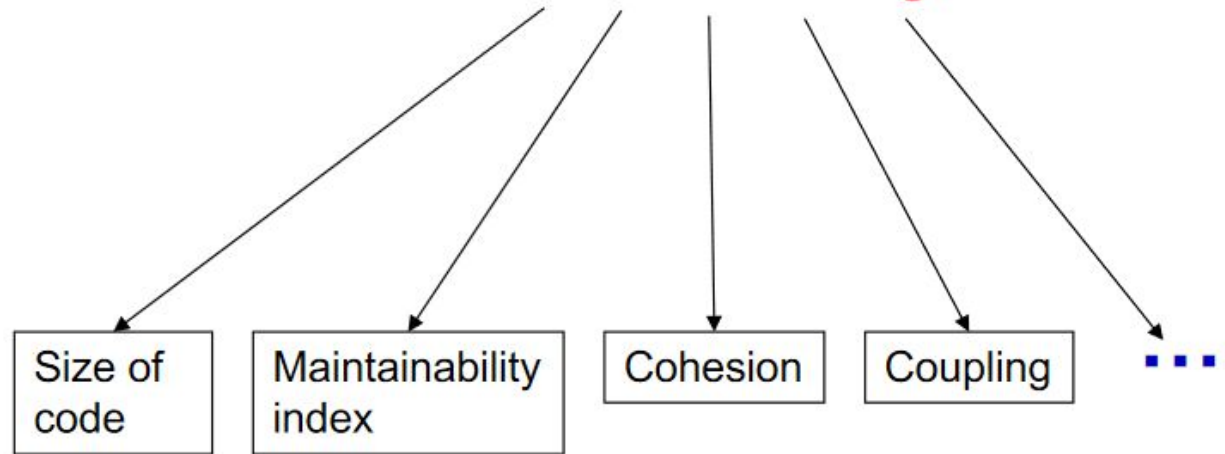 Size of
code
Maintainability
index
Cohesion
Coupling
...